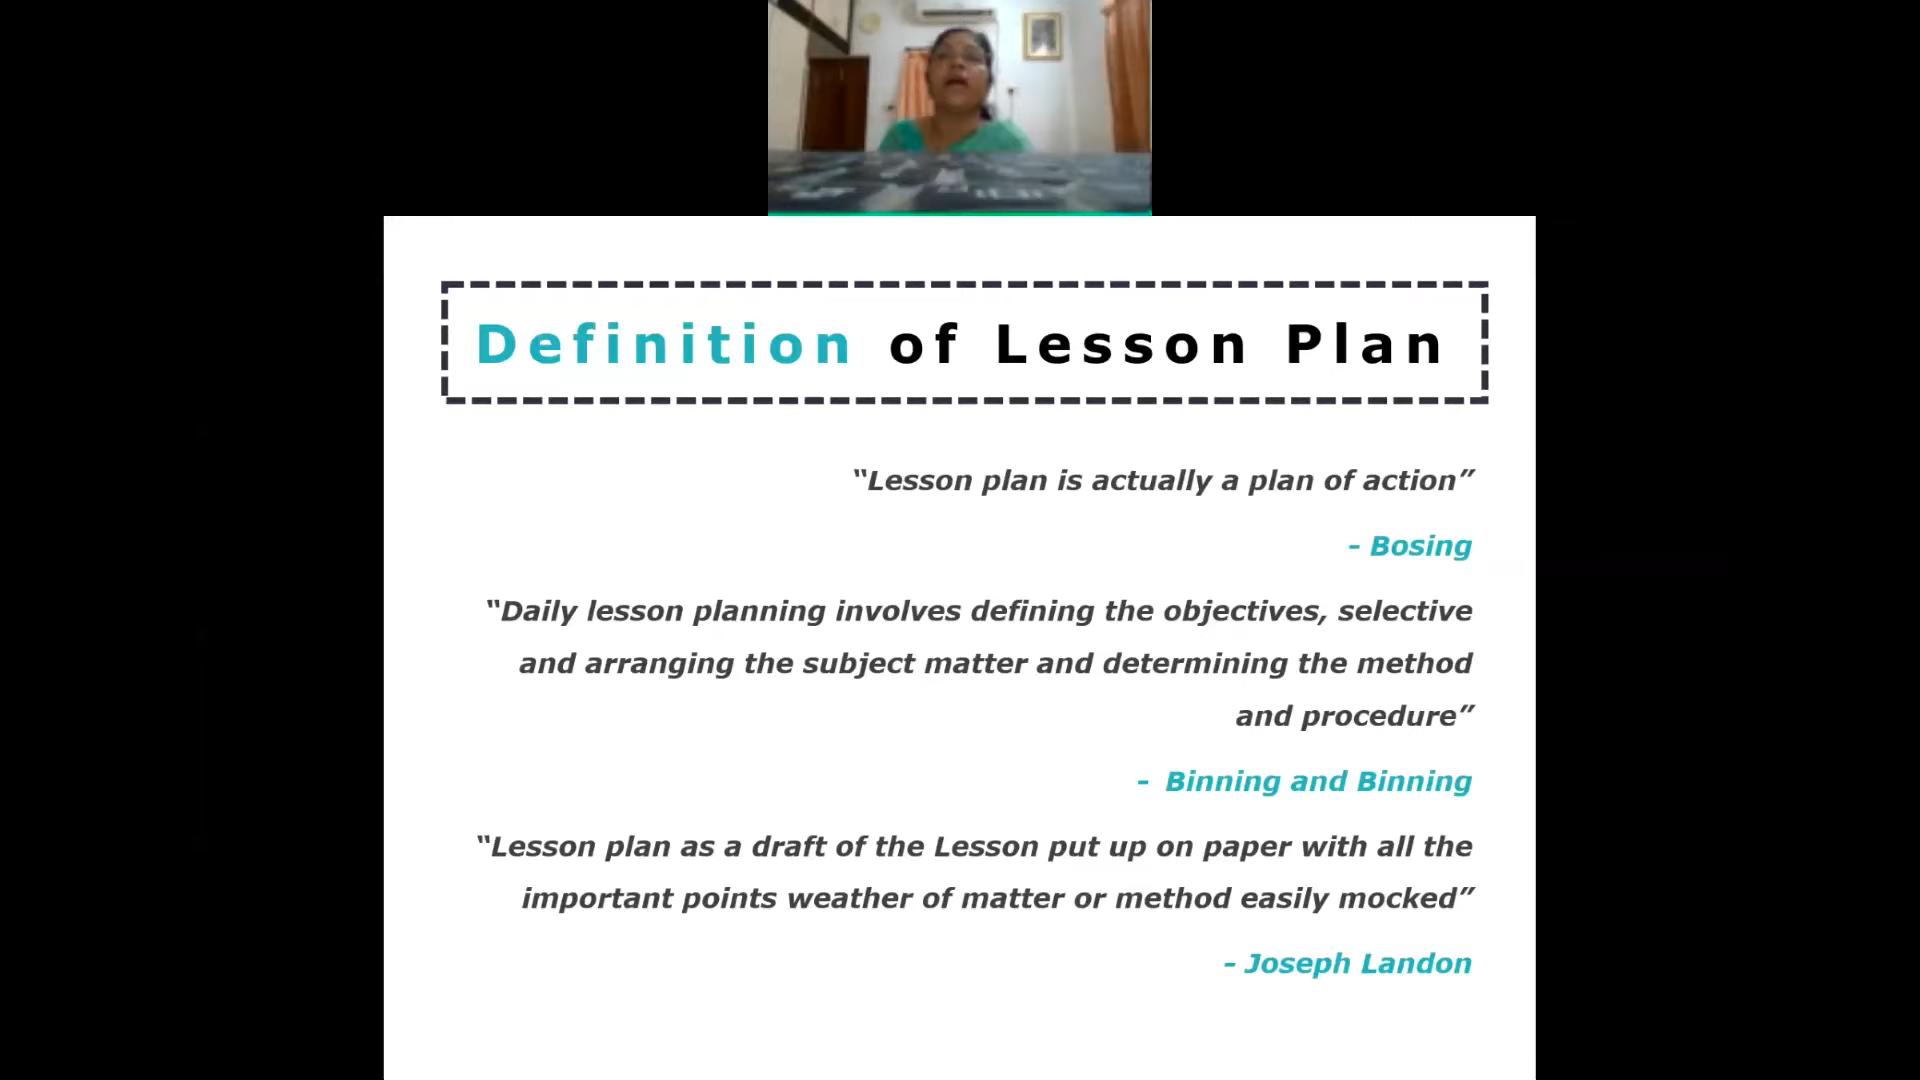 Definition of Lesson Plan
“Lesson plan is actually a plan of action”
- Bosing
“Daily lesson planning involves defining the objectives, selective
and arranging the subject matter and determining the method
and procedure”
- Binning and Binning
“Lesson plan as a draft of the Lesson put up on paper with all the
important points weather of matter or method easily mocked”
- Joseph Landon